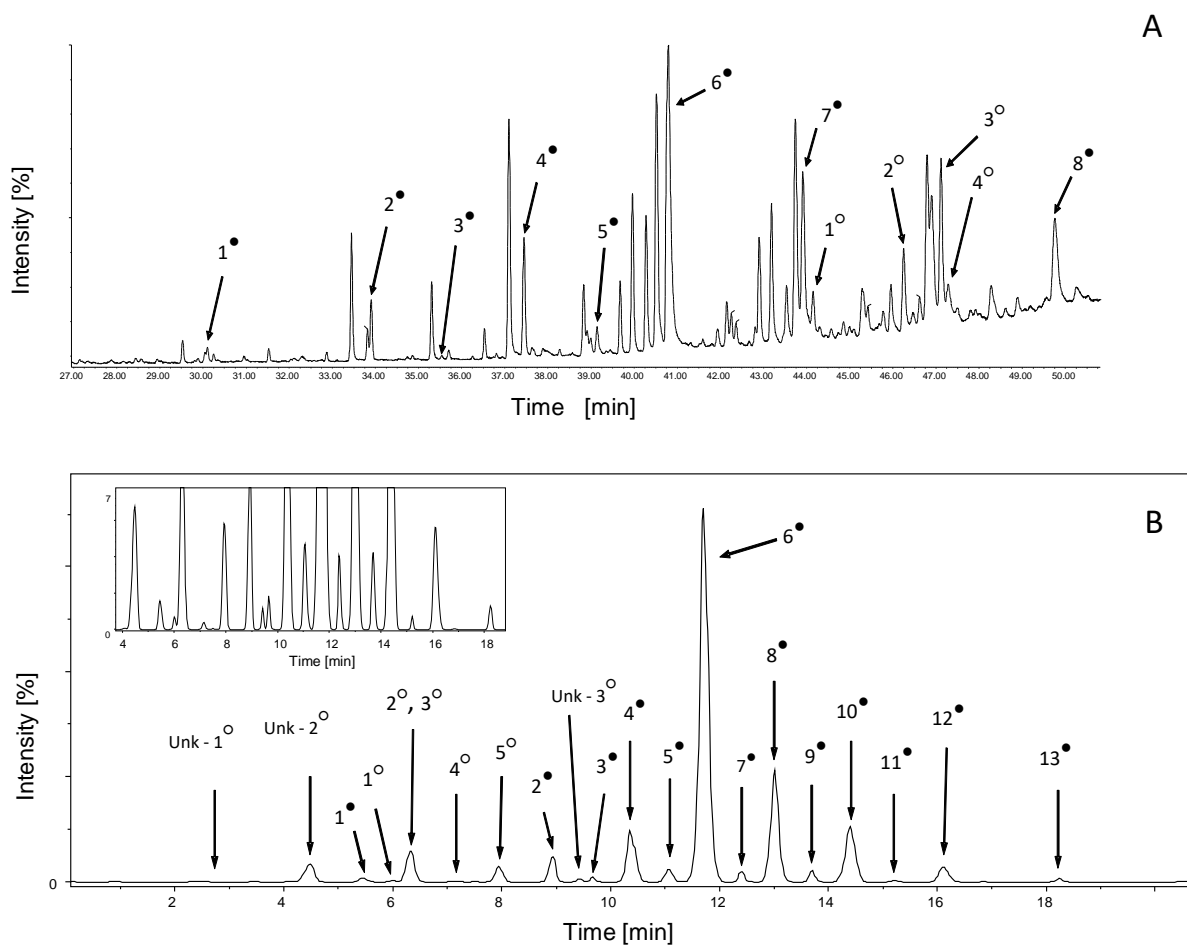 A
6●
7●
3○
4●
2○
4○
8●
2●
3●
5●
1○
1●
Intensity [%]
27.00 28.00 29.00 30.00 31.00 32.00 33.00 34.00 35.00 36.00 37.00 38.00 39.00 40.00 33.00 42.00 43.00 44.00 45.00 46.00 47.00 48.00 49.00 50.00
Time [min]
B
7
0
4 6 8 10 12 14 16 18
Time [min]
6●
8●
Unk - 1○
Unk - 2○
2○, 3○
Unk - 3○
4●
10●
12●
1●
1○
4○
5○
2●
3●
5●
7●
9●
11●
13●
Intensity [%]
0
2 4 6 8 10 12 14 16 18
Time [min]